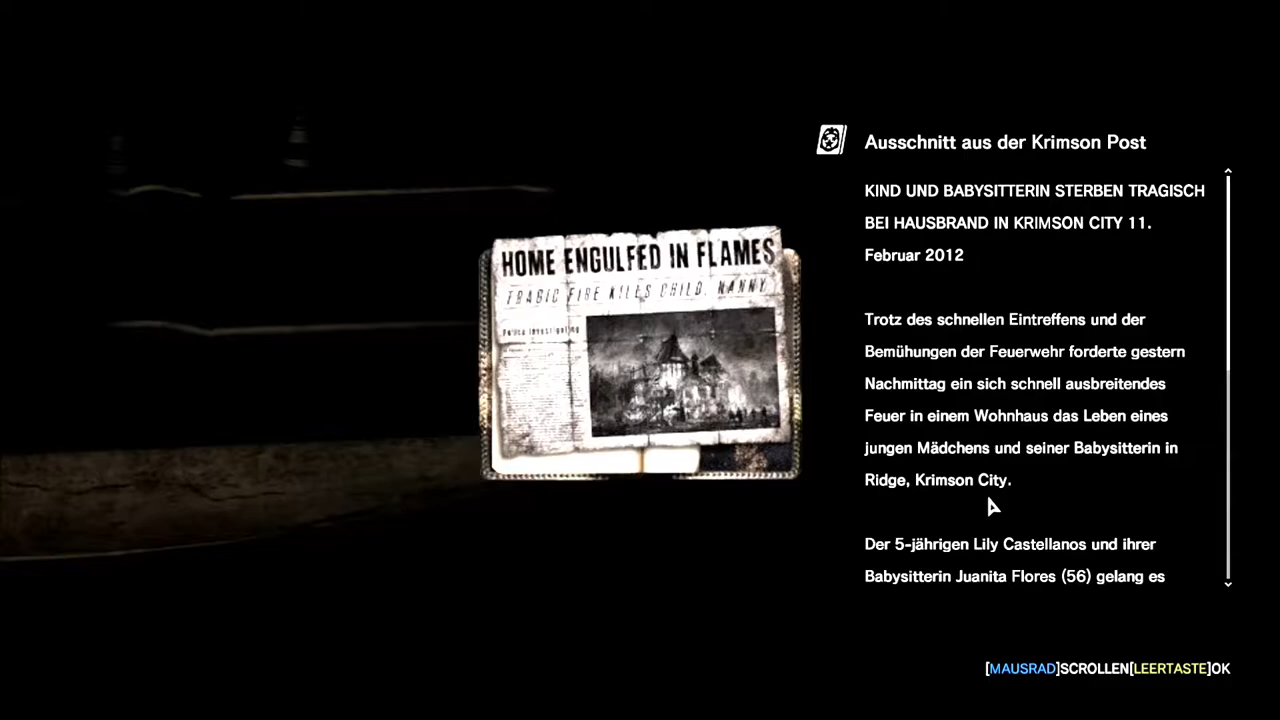 Ausschnitt aus der Krimson Post
KIND UND BABYSITTERIN STERBEN TRAGISCH
BEI HAUSBRAND IN KRIMSON CITY 11.
Februar 2012
Trotz des schnellen Eintreffens und der
Bemühungen der Feuerwehr forderte gestern
Nachmittag ein sich schnell ausbreitendes
Feuer in einem Wohnhaus das Leben eines
jungen Mädchens und seiner Babysitterin in
Ridge, Krimson City.
Der 5-jährigen Lily Castellanos und ihrer
Babysitterin Juanita Flores (56) gelang es
HOME ENGULFED IN FLAMES
TRAGIC FIRE KILLS CHILD, NANNY
Police investigating
[MAUSRAD]SCROLLEN[LEERTASTE]OK